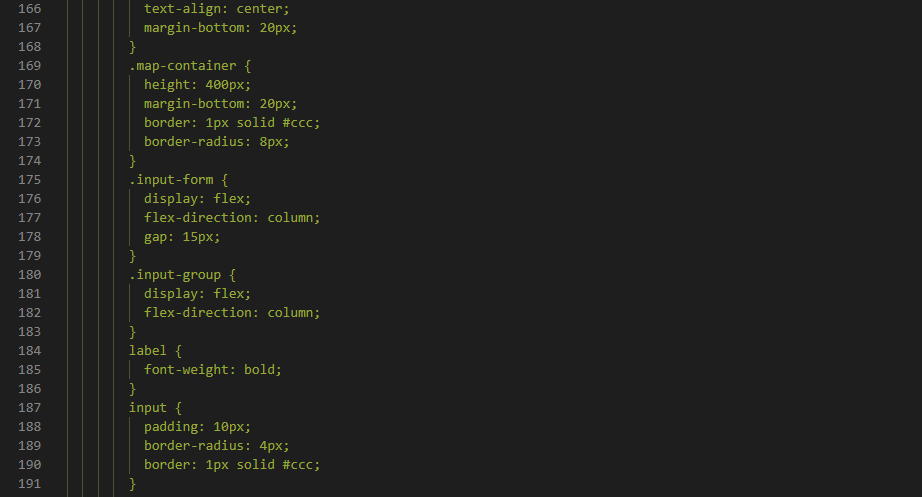 166 text-align: center;
167 margin-bottom: 20px;
168 }
169 .map-container {
170 height: 400px;
171 margin-bottom: 20px;
172 border: 1px solid #ccc;
173 border-radius: 8px;
174 }
175 .input-form {
176 display: flex;
177 flex-direction: column;
178 gap: 15px;
179 }
180 .input-group {
181 display: flex;
182 flex-direction: column;
183 }
184 label {
185 font-weight: bold;
186 }
187 input {
188 padding: 10px;
189 border-radius: 4px;
190 border: 1px solid #ccc;
191 }